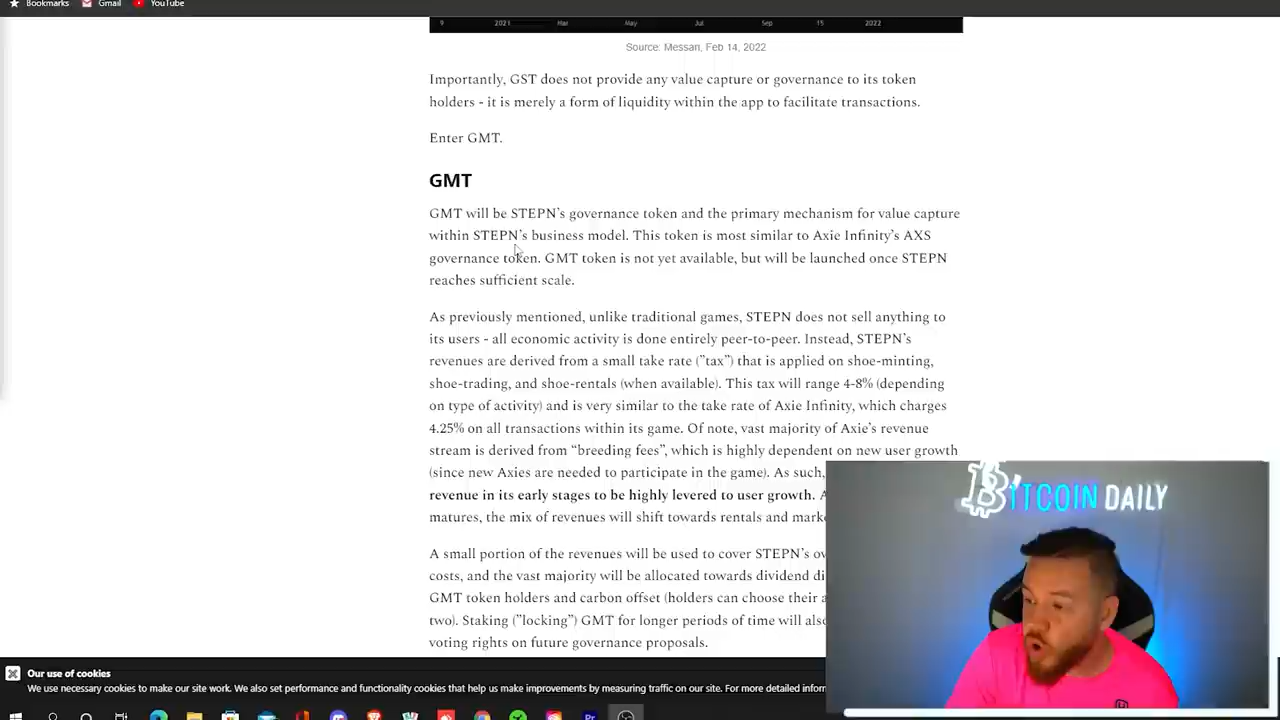 Bookmarks Gmail YouTube
9 2021 Mar May Jul Sep 15 2022
Source: Messari, Feb 14, 2022
Importantly, GST does not provide any value capture or governance to its token
holders - it is merely a form of liquidity within the app to facilitate transactions.
Enter GMT.
GMT
GMT will be STEPN's governance token and the primary mechanism for value capture
within STEPN's business model. This token is most similar to Axie Infinity's AXS
governance token. GMT token is not yet available, but will be launched once STEPN
reaches sufficient scale.
As previously mentioned, unlike traditional games, STEPN does not sell anything to
its users - all economic activity is done entirely peer-to-peer. Instead, STEPN's
revenues are derived from a small take rate ("tax") that is applied on shoe-minting,
shoe-trading, and shoe-rentals (when available). This tax will range 4-8% (depending
on type of activity) and is very similar to the take rate of Axie Infinity, which charges
4.25% on all transactions within its game. Of note, vast majority of Axie's revenue
stream is derived from "breeding fees", which is highly dependent on new user growth
(since new Axies are needed to participate in the game). As such,
revenue in its early stages to be highly levered to user growth. A
matures, the mix of revenues will shift towards rentals and mark
A small portion of the revenues will be used to cover STEPN's ov
costs, and the vast majority will be allocated towards dividend di
GMT token holders and carbon offset (holders can choose their a
two). Staking ("locking") GMT for longer periods of time will also
voting rights on future governance proposals.
BITCOIN DAILY
Our use of cookies
We use necessary cookies to make our site work. We also set performance and functionality cookies that help us make improvements by measuring traffic on our site. For more detailed infor